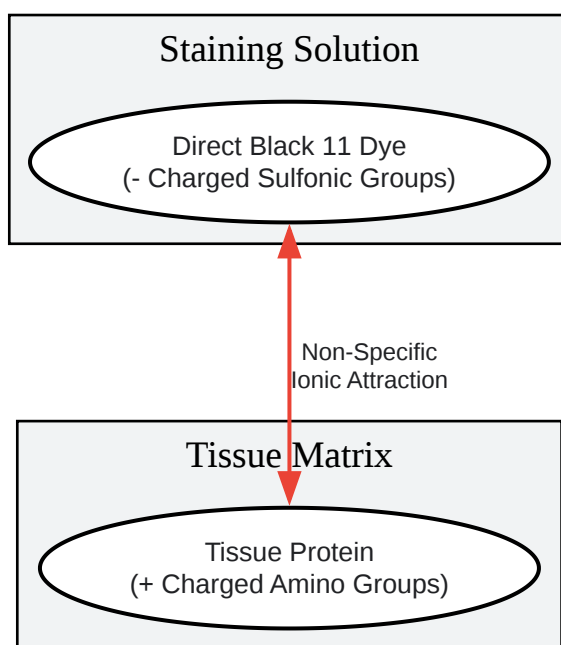 Staining Solution
Direct Black 11 Dye
(- Charged Sulfonic Groups)
Non-Specific
Ionic Attraction
Tissue Matrix
Tissue Protein
(+ Charged Amino Groups)